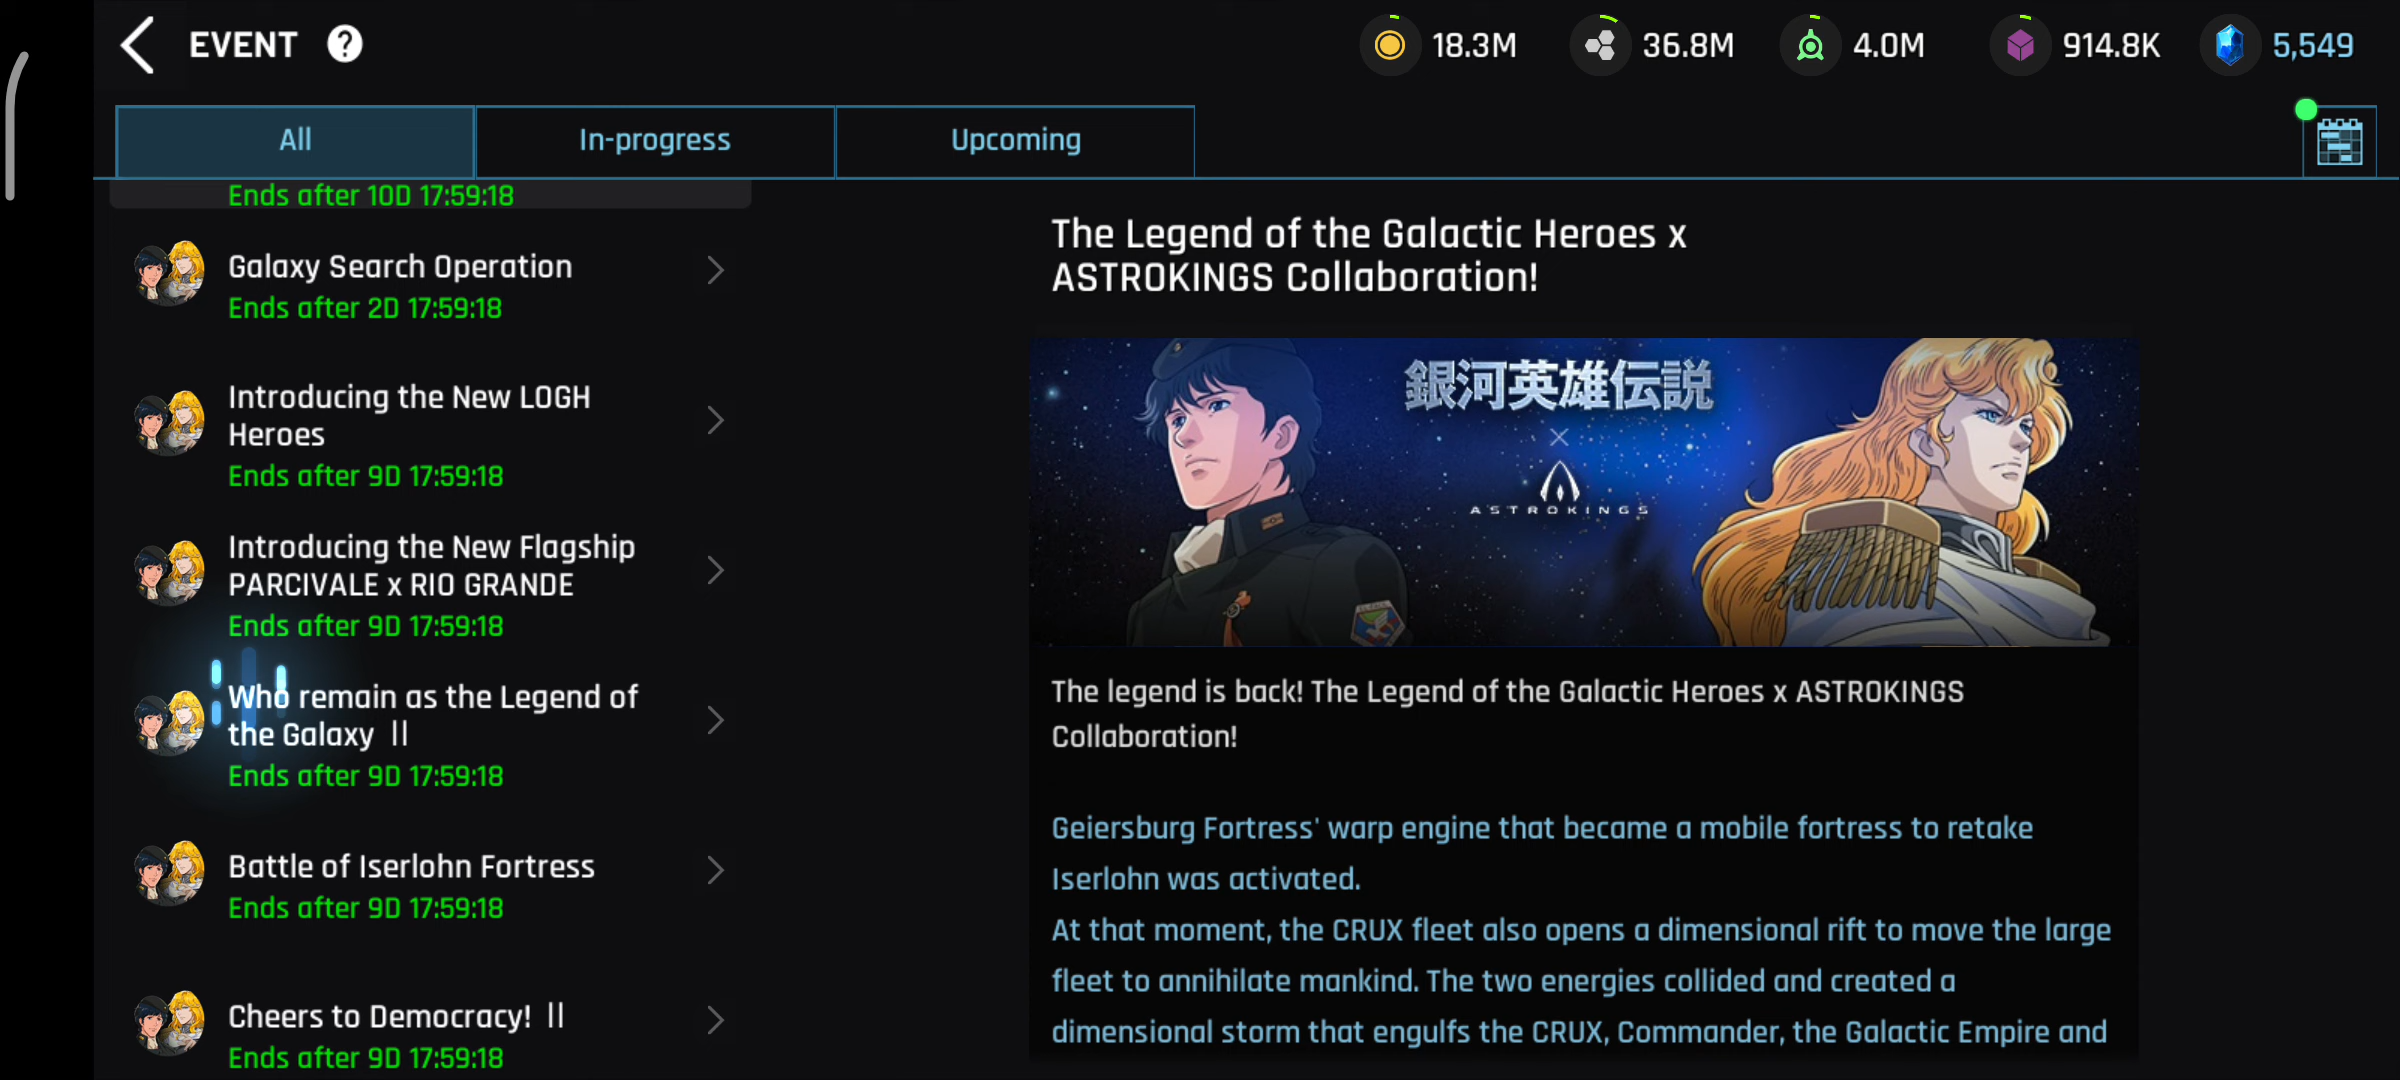 EVENT ?
18.3M
36.8M
4.0M
914.8K
5,549
All
In-progress
Upcoming
Ends after 10D 17:59:18
Galaxy Search Operation
Ends after 2D 17:59:18
Introducing the New LOGH
Heroes
Ends after 9D 17:59:18
Introducing the New Flagship
PARCIVALE x RIO GRANDE
Ends after 9D 17:59:18
Who remain as the Legend of
the Galaxy Ⅱ
Ends after 9D 17:59:18
Battle of Iserlohn Fortress
Ends after 9D 17:59:18
Cheers to Democracy! Ⅱ
Ends after 9D 17:59:18
The Legend of the Galactic Heroes x
ASTROKINGS Collaboration!
銀河英雄伝説
×
ASTROKINGS
The legend is back! The Legend of the Galactic Heroes x ASTROKINGS
Collaboration!
Geiersburg Fortress' warp engine that became a mobile fortress to retake
Iserlohn was activated.
At that moment, the CRUX fleet also opens a dimensional rift to move the large
fleet to annihilate mankind. The two energies collided and created a
dimensional storm that engulfs the CRUX, Commander, the Galactic Empire and